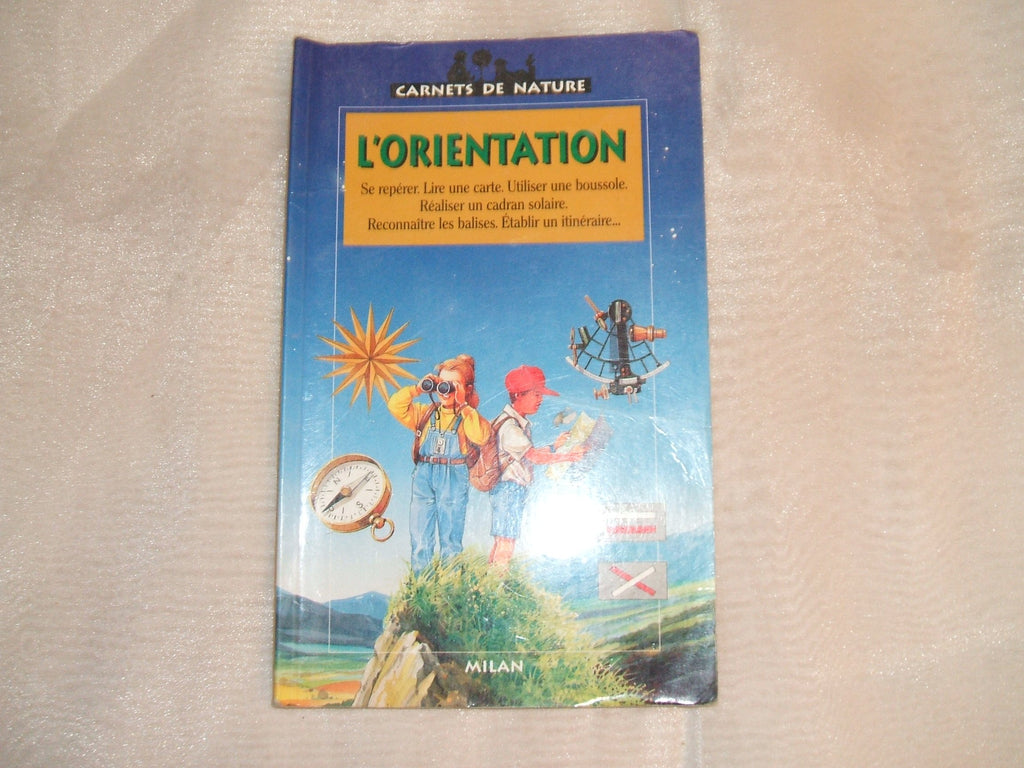 CARNETS DE NATURE
L'ORIENTATION
Se repérer. Lire une carte. Utiliser une boussole.
Réaliser un cadran solaire.
Reconnaître les balises. Établir un itinéraire...
N
S
MILAN